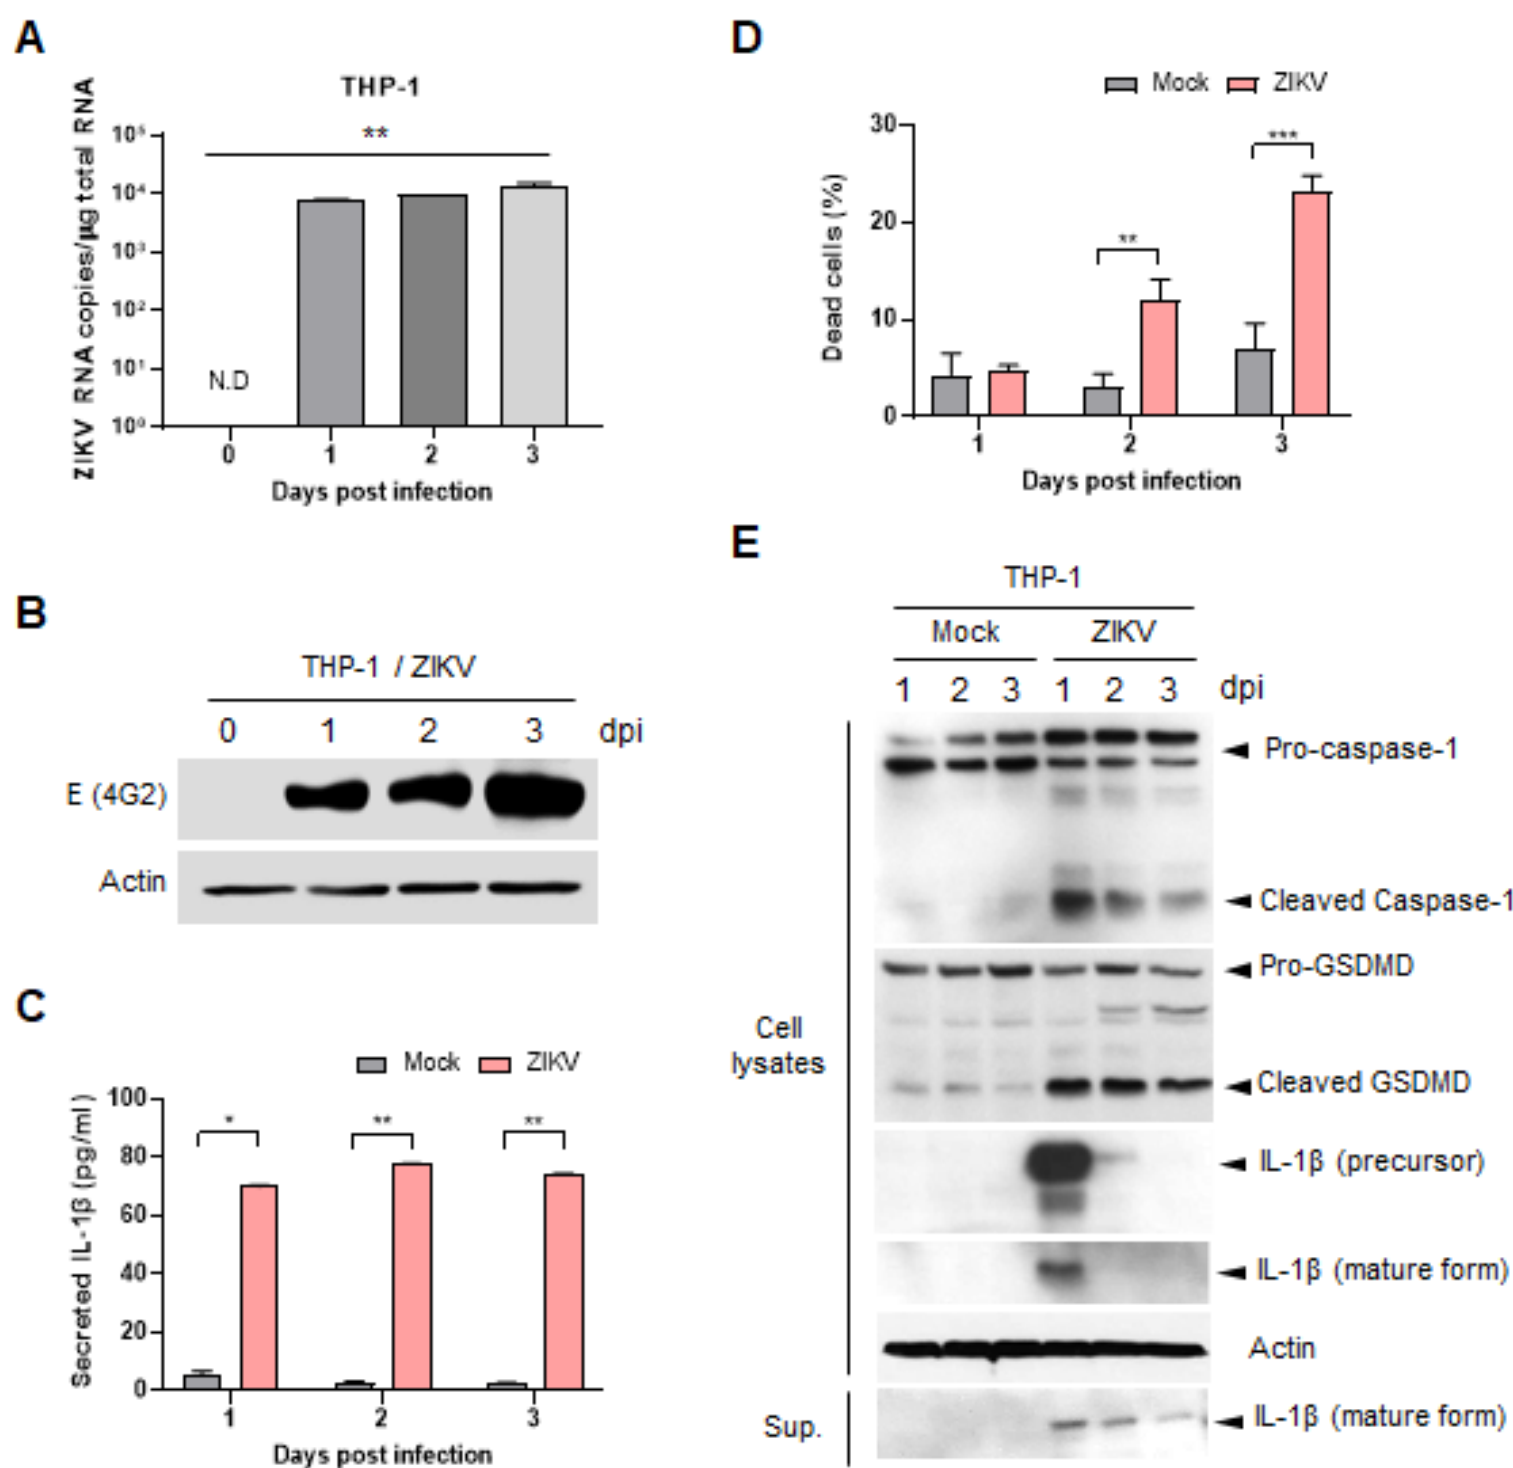 A
THP-1
**
ZIKV RNA copies/µg total RNA
10⁵
10⁴
10³
10²
10¹
10⁰
N.D
0 1 2 3
Days post infection
B
THP-1 / ZIKV
0 1 2 3 dpi
E (4G2)
Actin
C
Mock ZIKV
Secreted IL-1β (pg/ml)
100
80
60
40
20
0
* ** **
1 2 3
Days post infection
D
Mock ZIKV
Dead cells (%)
30
20
10
0
** ***
1 2 3
Days post infection
E
THP-1
Mock ZIKV
1 2 3 1 2 3 dpi
Pro-caspase-1
Cleaved Caspase-1
Pro-GSDMD
Cell
lysates
Cleaved GSDMD
IL-1β (precursor)
IL-1β (mature form)
Actin
Sup.
IL-1β (mature form)